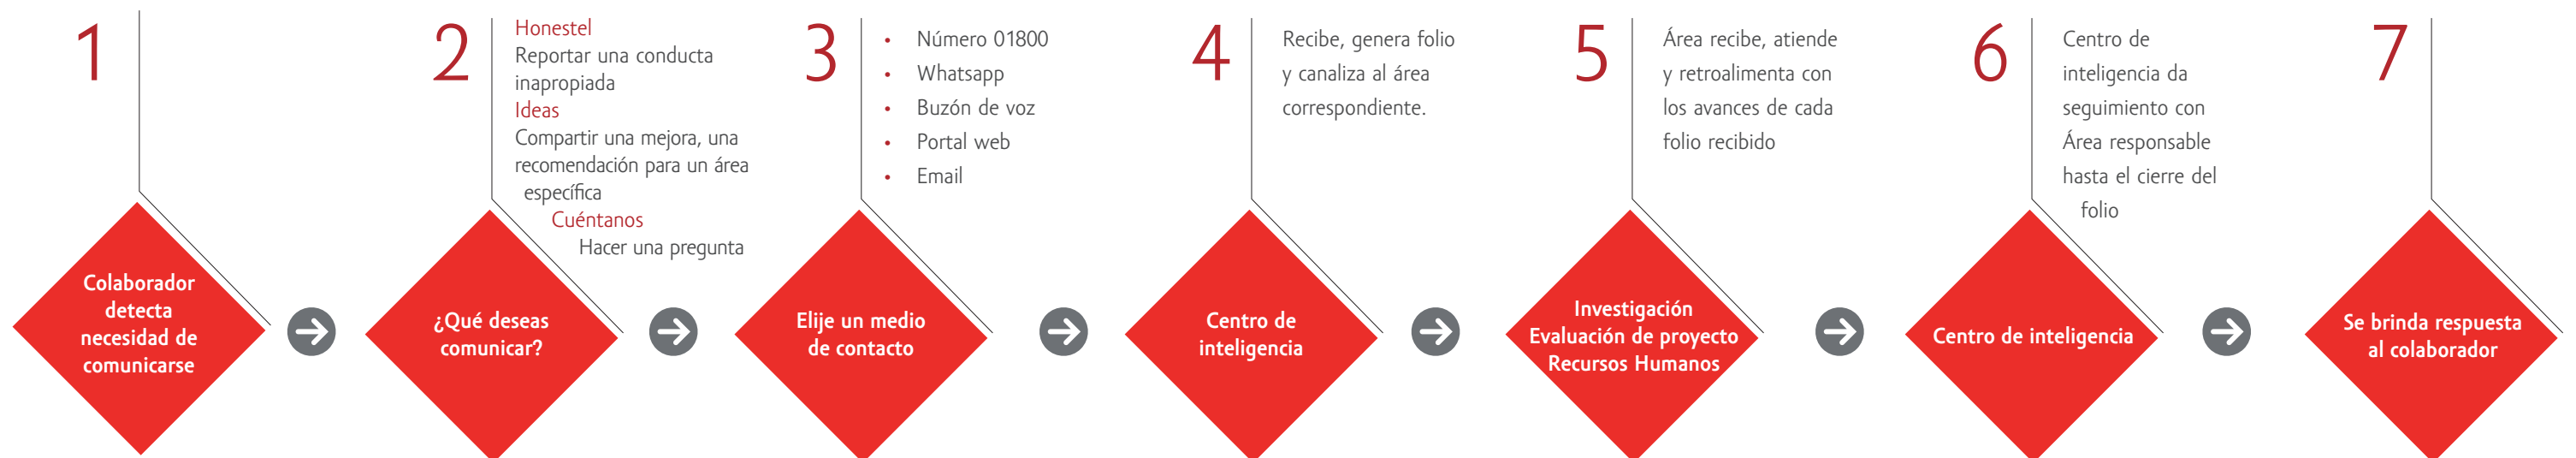 1
Colaborador
detecta
necesidad de
comunicarse
2
Honestel
Reportar una conducta
inapropiada
Ideas
Compartir una mejora, una
recomendación para un área
específica
Cuéntanos
Hacer una pregunta
¿Qué deseas
comunicar?
3
• Número 01800
• Whatsapp
• Buzón de voz
• Portal web
• Email
Elije un medio
de contacto
4
Recibe, genera folio
y canaliza al área
correspondiente.
Centro de
inteligencia
5
Área recibe, atiende
y retroalimenta con
los avances de cada
folio recibido
Investigación
Evaluación de proyecto
Recursos Humanos
6
Centro de
inteligencia da
seguimiento con
Área responsable
hasta el cierre del
folio
Centro de inteligencia
7
Se brinda respuesta
al colaborador